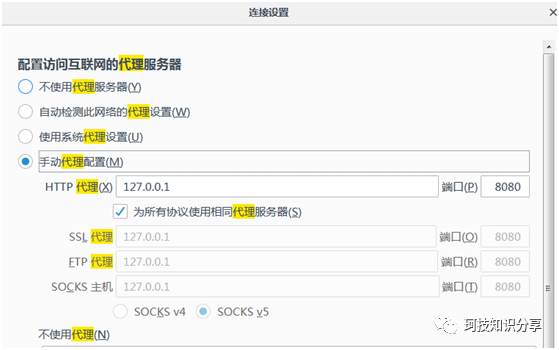 连接设置
配置访问互联网的代理服务器
不使用代理服务器(Y)
自动检测此网络的代理设置(W)
使用系统代理设置(U)
手动代理配置(M)
HTTP 代理(X) 127.0.0.1 端口(P) 8080
为所有协议使用相同代理服务器(S)
SSL 代理 127.0.0.1 端口(O) 8080
FTP 代理 127.0.0.1 端口(R) 8080
SOCKS 主机 127.0.0.1 端口(T) 8080
SOCKS v4 SOCKS v5
不使用代理(N)
珂技知识分享